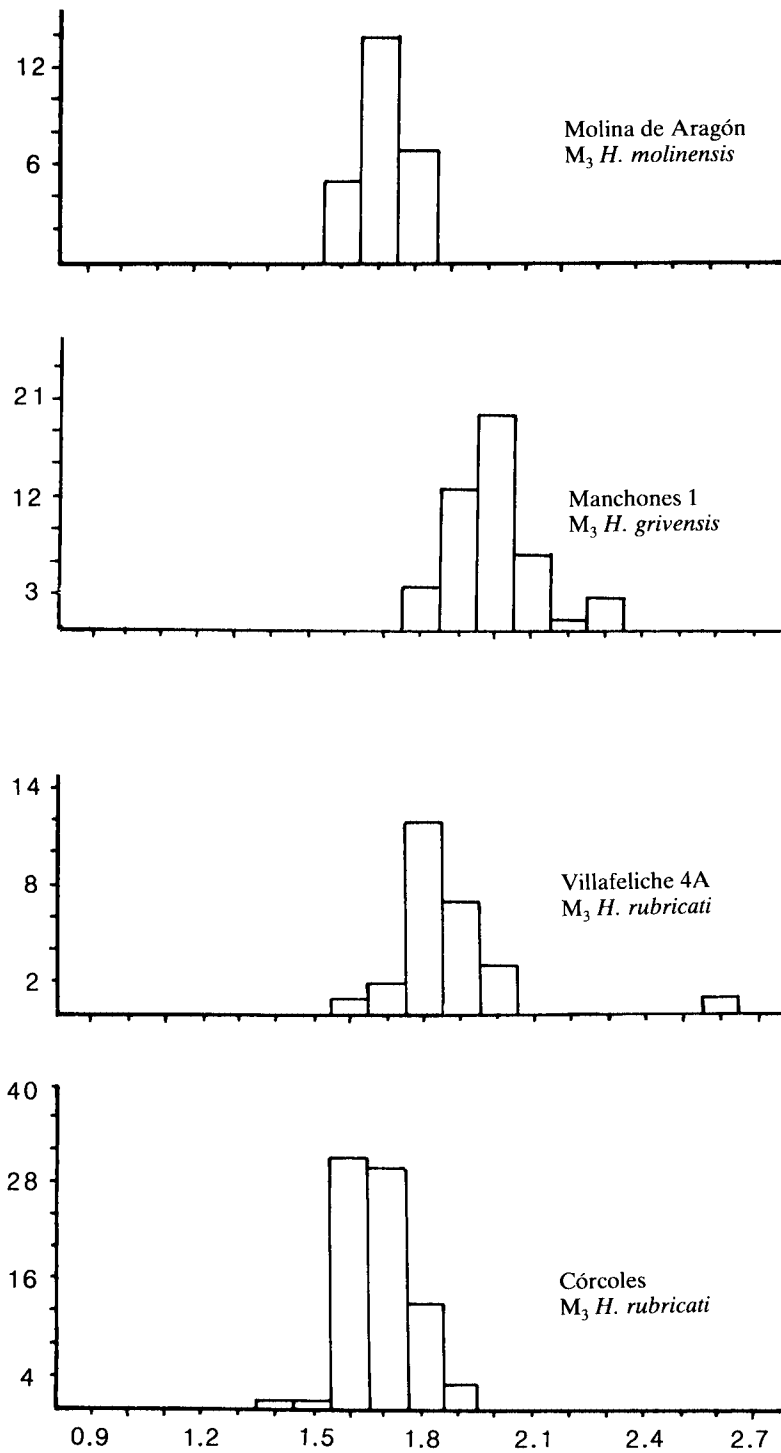 12
6
Molina de Aragón
M₃ H. molinensis
21
12
3
Manchones 1
M₃ H. grivensis
14
8
2
Villafeliche 4A
M₃ H. rubricati
40
28
16
4
Córcoles
M₃ H. rubricati
0.9 1.2 1.5 1.8 2.1 2.4 2.7